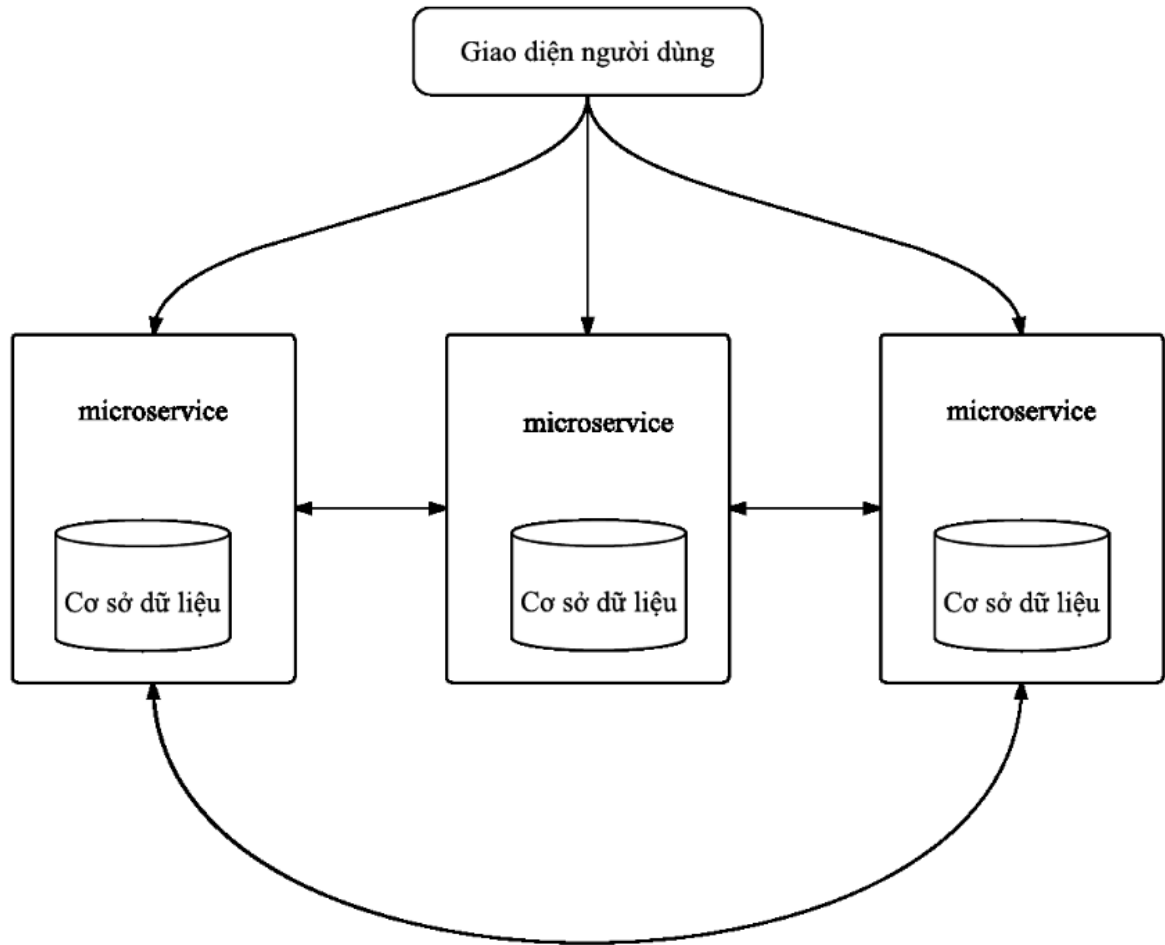 Giao diện người dùng
microservice
microservice
microservice
Cơ sở dữ liệu
Cơ sở dữ liệu
Cơ sở dữ liệu